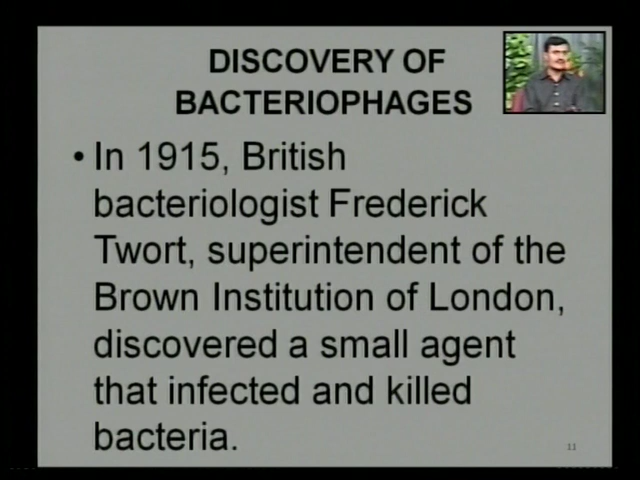 DISCOVERY OF
BACTERIOPHAGES
• In 1915, British
bacteriologist Frederick
Twort, superintendent of the
Brown Institution of London,
discovered a small agent
that infected and killed
bacteria.
11